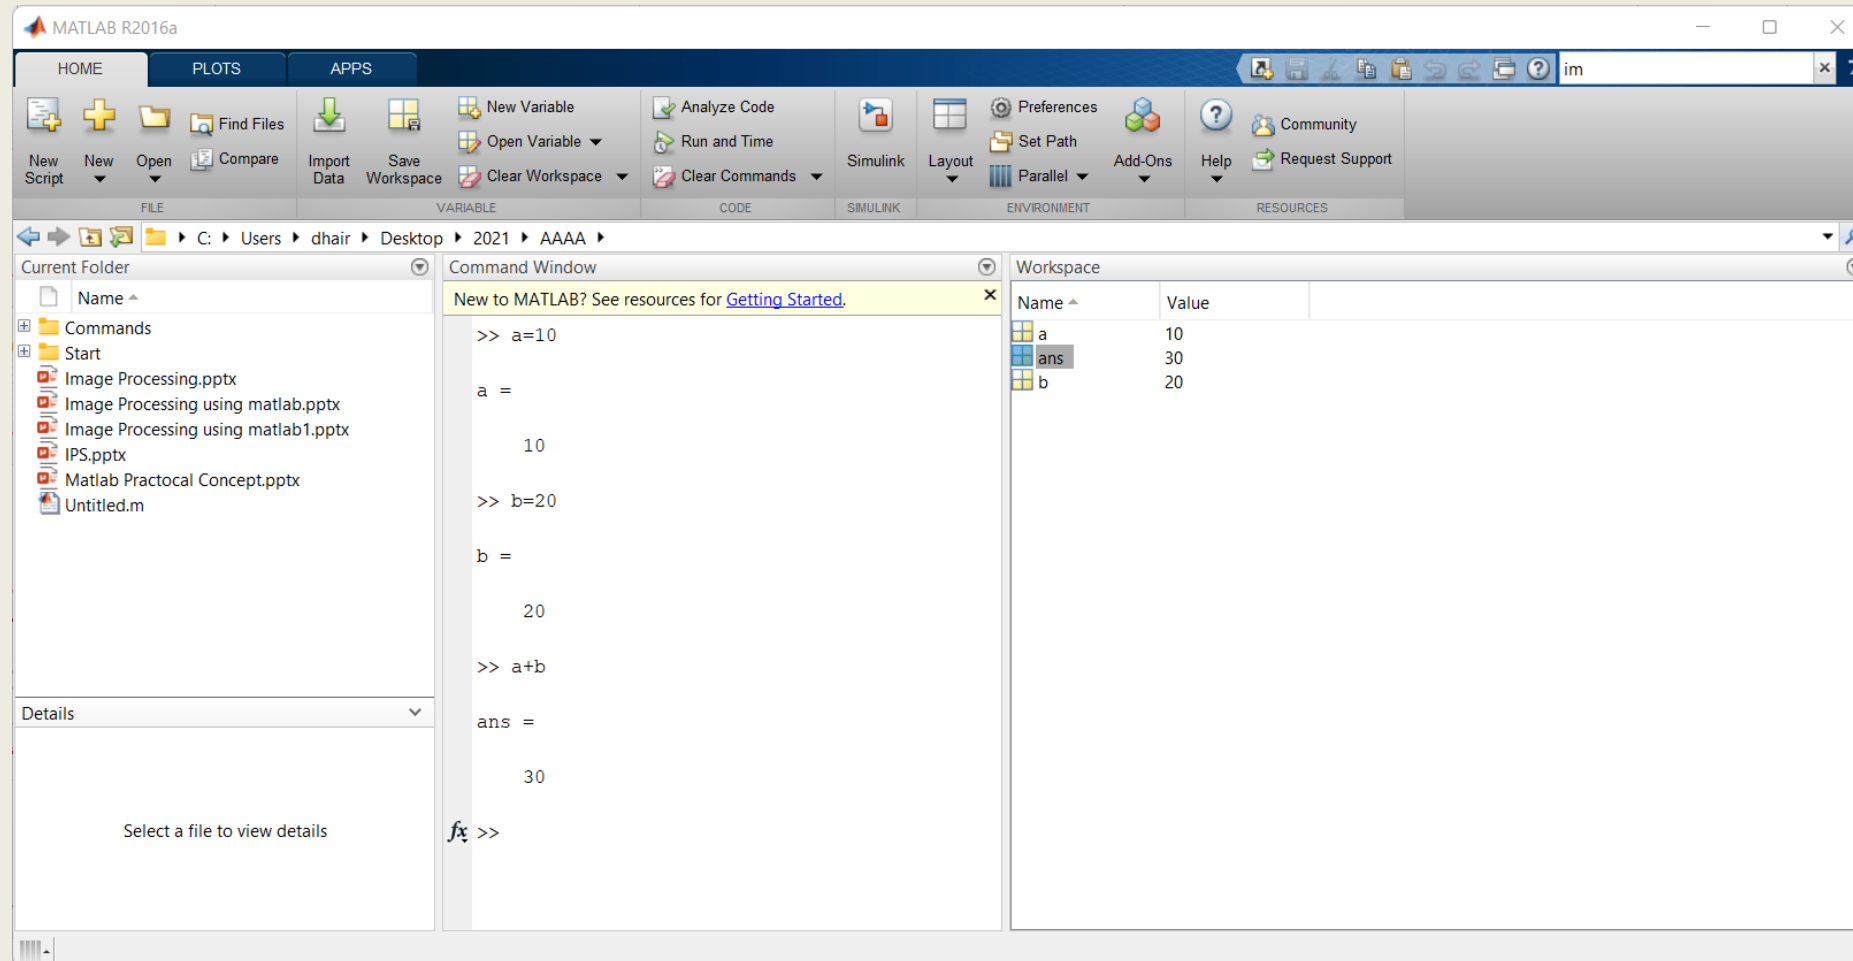 MATLAB R2016a
HOME PLOTS APPS
im
New Script
New
Open
Find Files
Compare
FILE
Import Data
Save Workspace
New Variable
Open Variable
Clear Workspace
VARIABLE
Analyze Code
Run and Time
Clear Commands
CODE
Simulink
SIMULINK
Layout
Preferences
Set Path
Parallel
Add-Ons
ENVIRONMENT
Help
Community
Request Support
RESOURCES
C: Users dhair Desktop 2021 AAAA
Current Folder
Name
Commands
Start
Image Processing.pptx
Image Processing using matlab.pptx
Image Processing using matlab1.pptx
IPS.pptx
Matlab Practocal Concept.pptx
Untitled.m
Details
Select a file to view details
Command Window
New to MATLAB? See resources for Getting Started.
>> a=10
a =
10
>> b=20
b =
20
>> a+b
ans =
30
fx >>
Workspace
Name Value
a 10
ans 30
b 20